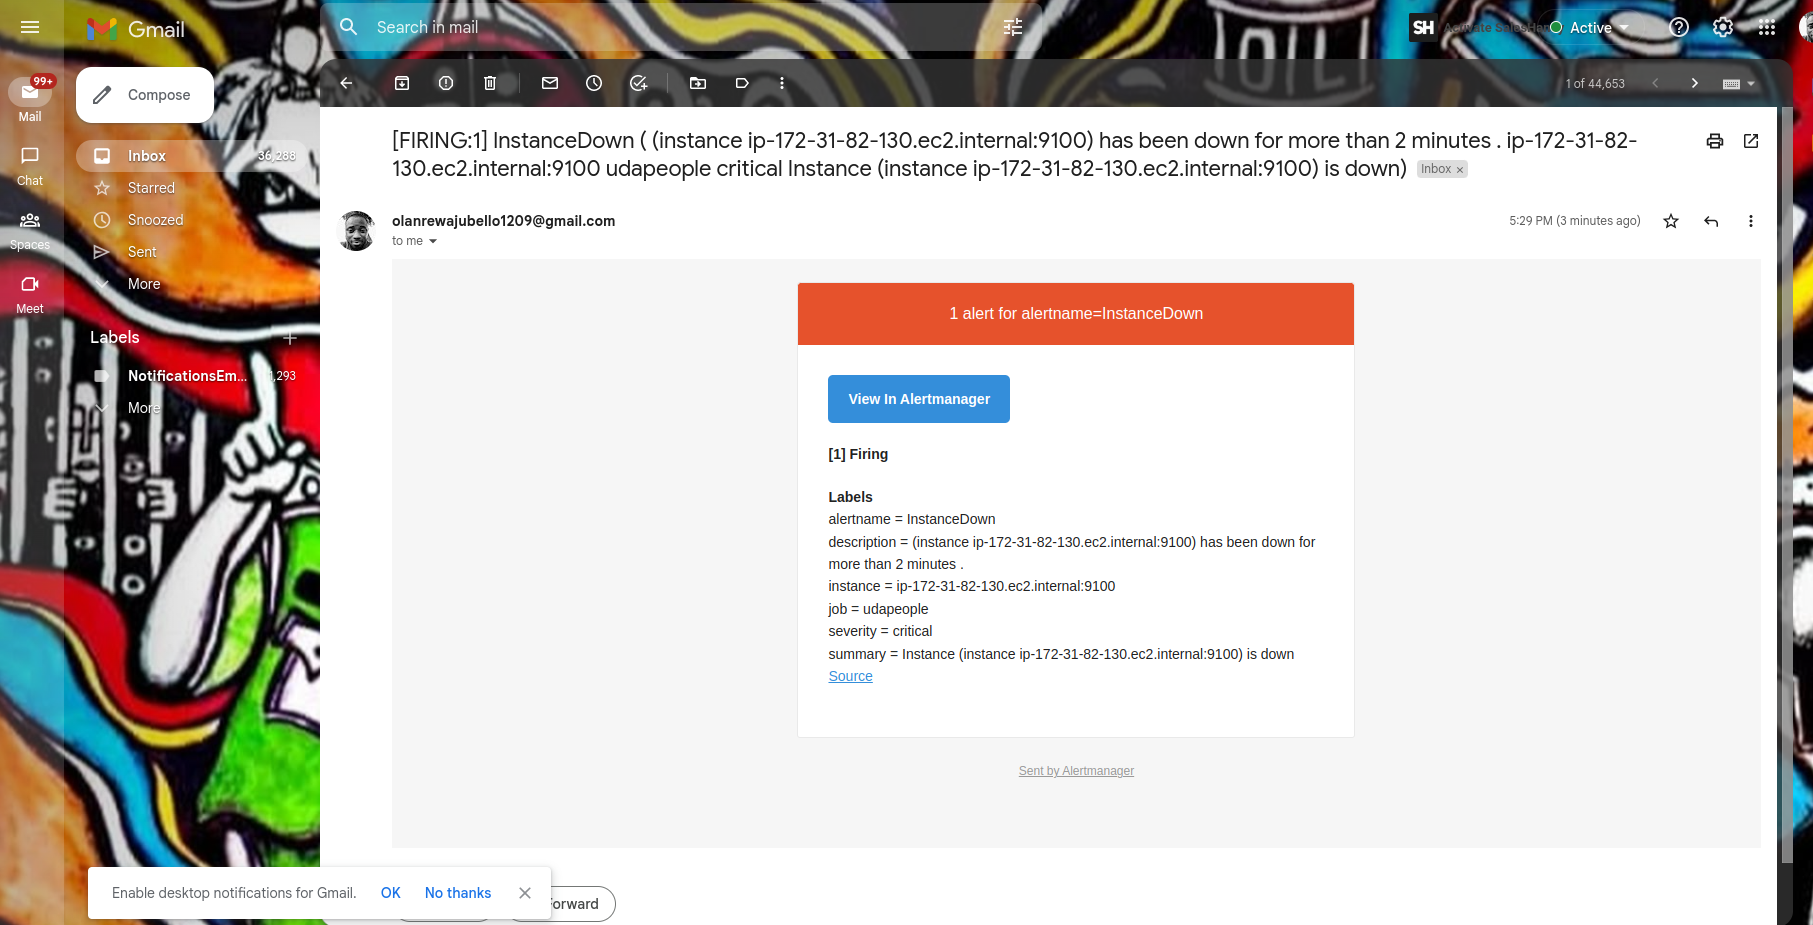 Gmail
Search in mail
SH
Activate SalesHan
Active
99+
Mail
Chat
Spaces
Meet
Compose
Inbox 36,288
Starred
Snoozed
Sent
More
Labels
NotificationsEm... 1,293
More
1 of 44,653
[FIRING:1] InstanceDown ( (instance ip-172-31-82-130.ec2.internal:9100) has been down for more than 2 minutes . ip-172-31-82-
130.ec2.internal:9100 udapeople critical Instance (instance ip-172-31-82-130.ec2.internal:9100) is down) Inbox ×
olanrewajubello1209@gmail.com
5:29 PM (3 minutes ago)
to me
1 alert for alertname=InstanceDown
View In Alertmanager
[1] Firing
Labels
alertname = InstanceDown
description = (instance ip-172-31-82-130.ec2.internal:9100) has been down for
more than 2 minutes .
instance = ip-172-31-82-130.ec2.internal:9100
job = udapeople
severity = critical
summary = Instance (instance ip-172-31-82-130.ec2.internal:9100) is down
Source
Sent by Alertmanager
Enable desktop notifications for Gmail. OK No thanks
Forward